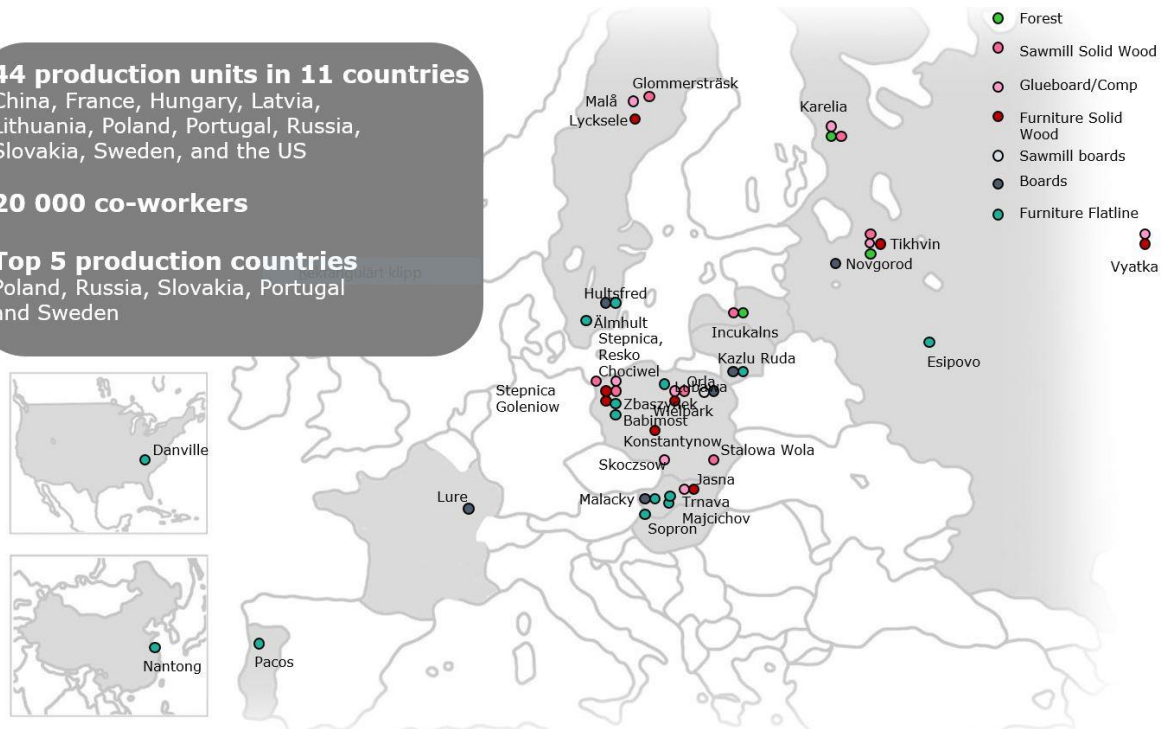 44 production units in 11 countries
China, France, Hungary, Latvia,
Lithuania, Poland, Portugal, Russia,
Slovakia, Sweden, and the US
20 000 co-workers
Top 5 production countries
Poland, Russia, Slovakia, Portugal
and Sweden
Rektangulärt klipp
Forest
Sawmill Solid Wood
Glueboard/Comp
Furniture Solid
Wood
Sawmill boards
Boards
Furniture Flatline
Glommersträsk
Malå
Lycksele
Karelia
Tikhvin
Novgorod
Vyatka
Hultsfred
Älmhult
Stepnica,
Resko
Chociwel
Incukalns
Kazlu Ruda
Esipovo
Stepnica
Goleniow
Orla
Lubawa
Zbaszynek
Wielpark
Babimost
Konstantynow
Skoczsow
Stalowa Wola
Jasna
Malacky
Trnava
Majcichov
Sopron
Lure
Danville
Nantong
Pacos